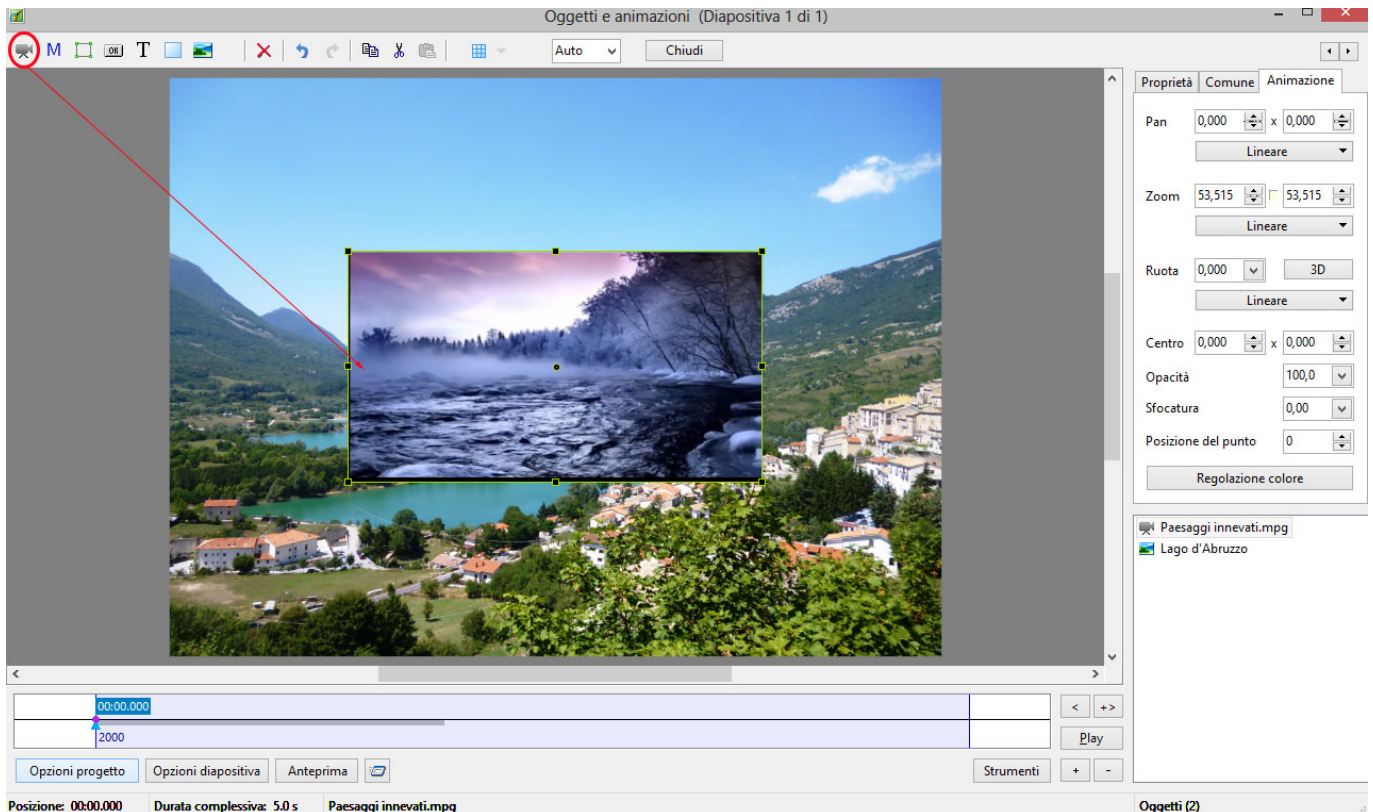 Oggetti e animazioni (Diapositiva 1 di 1)
M OK T Auto Chiudi
Proprietà Comune Animazione
Pan 0,000 x 0,000
Lineare
Zoom 53,515 53,515
Lineare
Ruota 0,000 3D
Lineare
Centro 0,000 x 0,000
Opacità 100,0
Sfocatura 0,00
Posizione del punto 0
Regolazione colore
Paesaggi innevati.mpg
Lago d'Abruzzo
00:00.000 < +>
2000 Play
Opzioni progetto Opzioni diapositiva Anteprima Strumenti + -
Posizione: 00:00.000 Durata complessiva: 5.0 s Paesaggi innevati.mpg Oggetti (2)